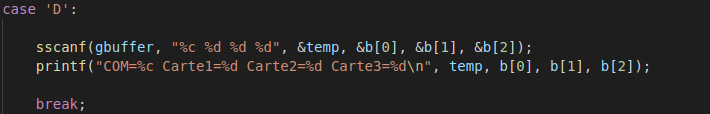 case 'D':
sscanf(gbuffer, "%c %d %d %d", &temp, &b[0], &b[1], &b[2]);
printf("COM=%c Carte1=%d Carte2=%d Carte3=%d\n", temp, b[0], b[1], b[2]);
break;